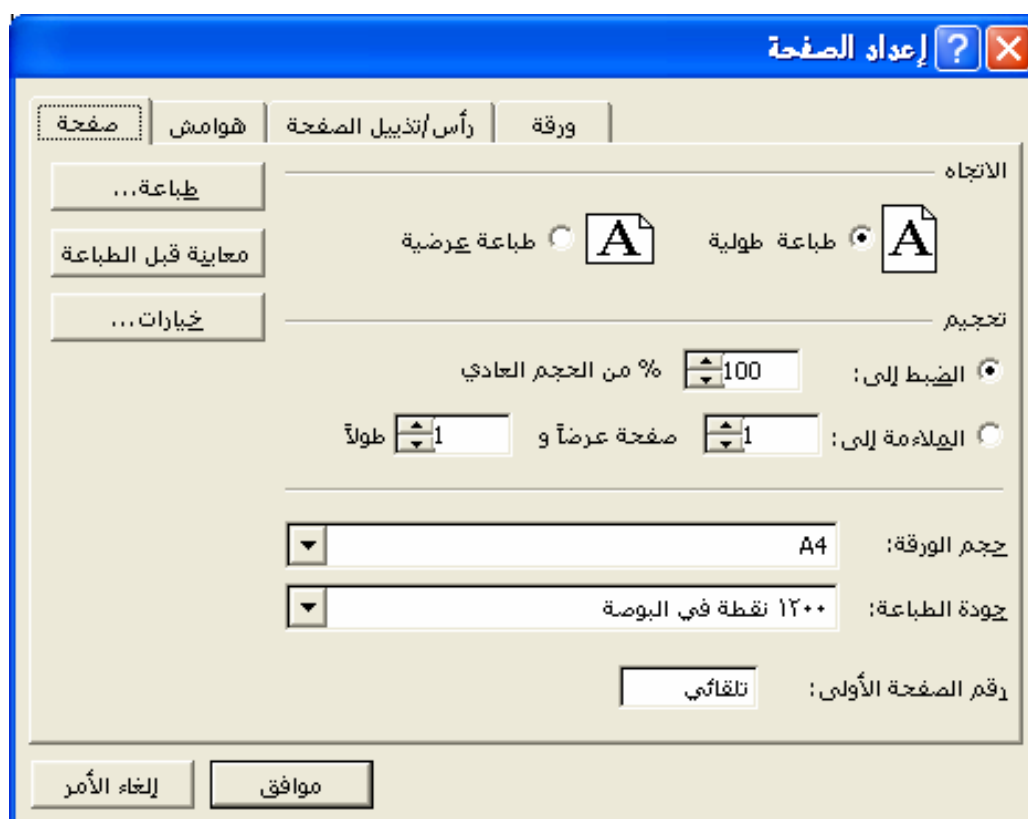 إعداد الصفحة
صفحة هوامش رأس/تذييل الصفحة ورقة
الاتجاه
طباعة...
A طباعة طولية A طباعة عرضية
معاينة قبل الطباعة
تحجيم
خيارات...
الضبط إلى: 100 % من الحجم العادي
الملاءمة إلى: 1 صفحة عرضاً و 1 طولاً
حجم الورقة: A4
جودة الطباعة: ١٢٠٠ نقطة في البوصة
رقم الصفحة الأولى: تلقائي
موافق إلغاء الأمر